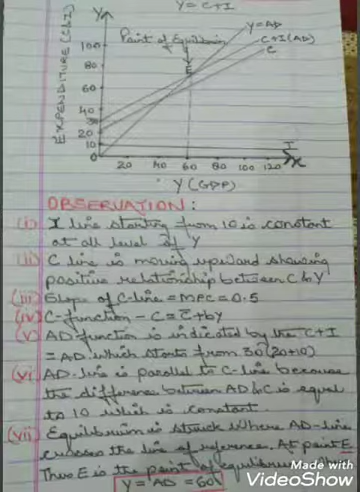 Y = C+I
Y
Y=AD
C+I(AD)
C
Point of Equilibrium
E
I
X
EXPENDITURE (C&I)
100
80
60
40
30
20
10
0
20 40 60 80 100 120
Y(GDP)
OBSERVATION:
(i) I line starting from 10 is constant
at all level of Y
(ii) C line is moving upward showing
positive relationship between C & Y
(iii) Slope of C-line = MPC = 0.5
(iv) C-function - C = C̅+bY
(v) AD function is indicated by the C+I
= AD which starts from 30 (20+10)
(vi) AD-line is parallel to C-line because
the difference between AD & C is equal
to 10 which is constant.
(vii) Equilibrium is struck where AD-line
crosses the line of reference. At point E
Thus E is the point of equilibrium
Y = AD = 60
Made with
VideoShow